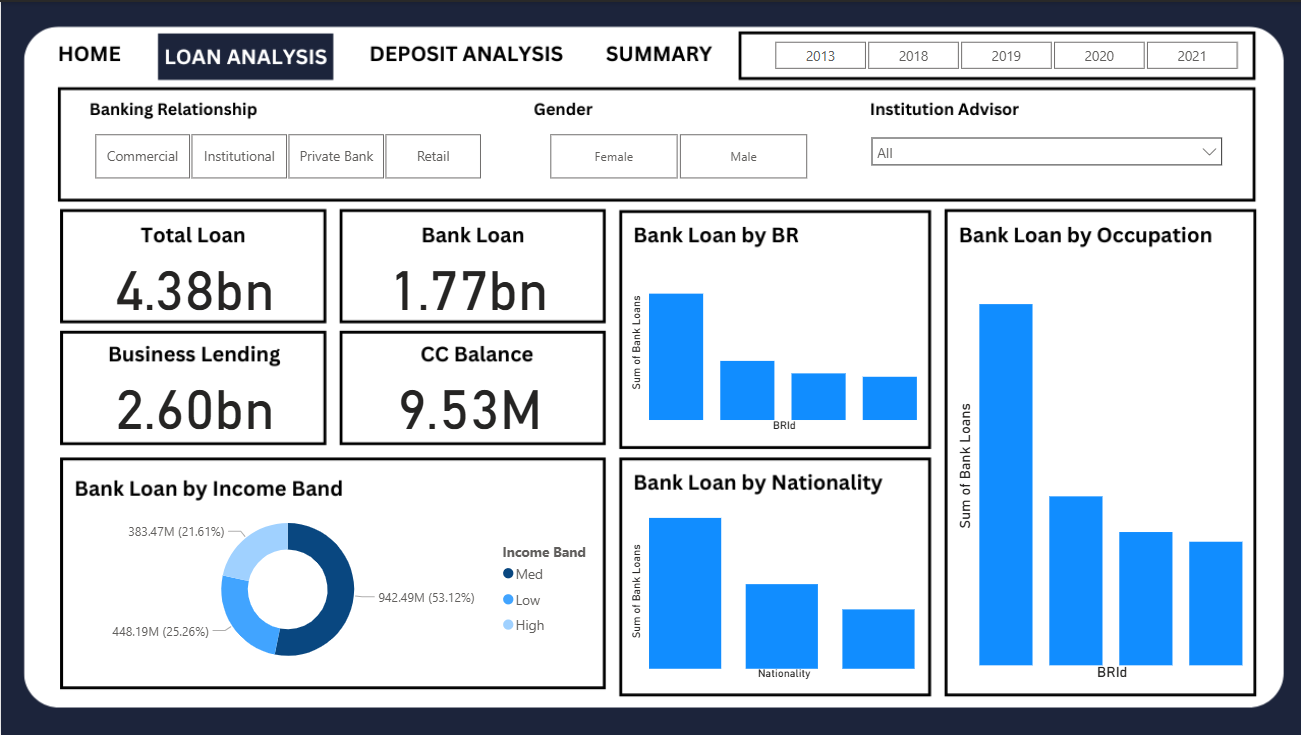 HOME
LOAN ANALYSIS
DEPOSIT ANALYSIS
SUMMARY
2013
2018
2019
2020
2021
Banking Relationship
Commercial
Institutional
Private Bank
Retail
Gender
Female
Male
Institution Advisor
All
Total Loan
4.38bn
Bank Loan
1.77bn
Business Lending
2.60bn
CC Balance
9.53M
Bank Loan by BR
Sum of Bank Loans
BRId
Bank Loan by Occupation
Sum of Bank Loans
BRId
Bank Loan by Income Band
383.47M (21.61%)
942.49M (53.12%)
448.19M (25.26%)
Income Band
Med
Low
High
Bank Loan by Nationality
Sum of Bank Loans
Nationality